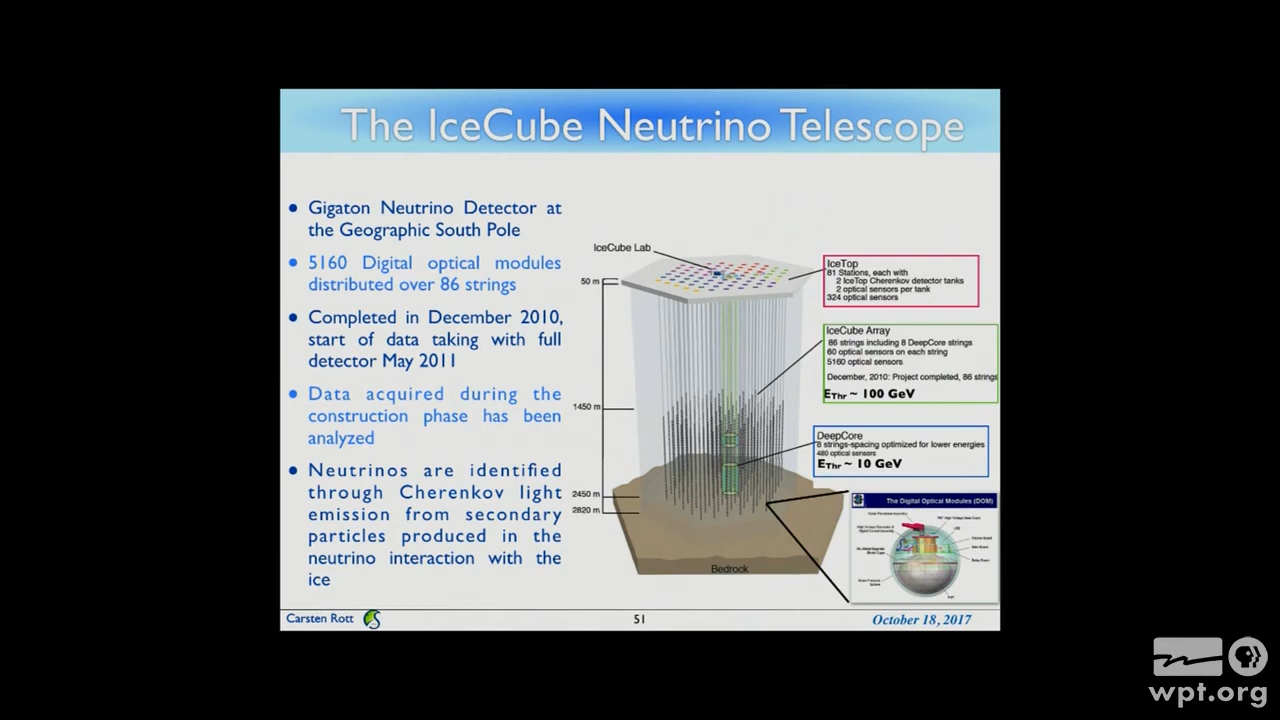 The IceCube Neutrino Telescope
• Gigaton Neutrino Detector at
the Geographic South Pole
• 5160 Digital optical modules
distributed over 86 strings
• Completed in December 2010,
start of data taking with full
detector May 2011
• Data acquired during the
construction phase has been
analyzed
• Neutrinos are identified
through Cherenkov light
emission from secondary
particles produced in the
neutrino interaction with the
ice
IceCube Lab
50 m
1450 m
2450 m
2820 m
Bedrock
IceTop
81 Stations, each with
2 IceTop Cherenkov detector tanks
2 optical sensors per tank
324 optical sensors
IceCube Array
86 strings including 8 DeepCore strings
60 optical sensors on each string
5160 optical sensors
December, 2010: Project completed, 86 strings
EThr ~ 100 GeV
DeepCore
8 strings-spacing optimized for lower energies
480 optical sensors
EThr ~ 10 GeV
The Digital Optical Modules (DOM)
Carsten Rott
51
October 18, 2017
PBS
wpt.org